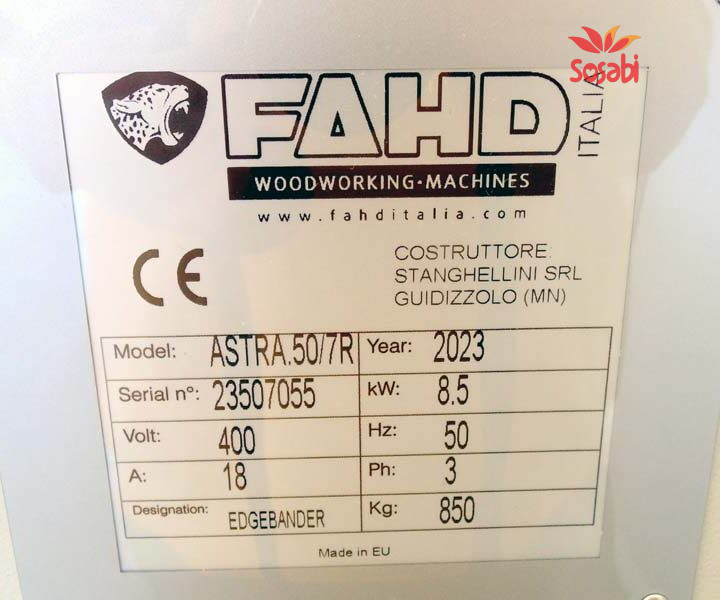 Sosabi
FAHD
ITALIA
WOODWORKING·MACHINES
www.fahditalia.com
CE
COSTRUTTORE:
STANGHELLINI SRL
GUIDIZZOLO (MN)
Model: ASTRA.50/7R Year: 2023
Serial n°: 23507055 kW: 8.5
Volt: 400 Hz: 50
A: 18 Ph: 3
Designation: EDGEBANDER Kg: 850
Made in EU